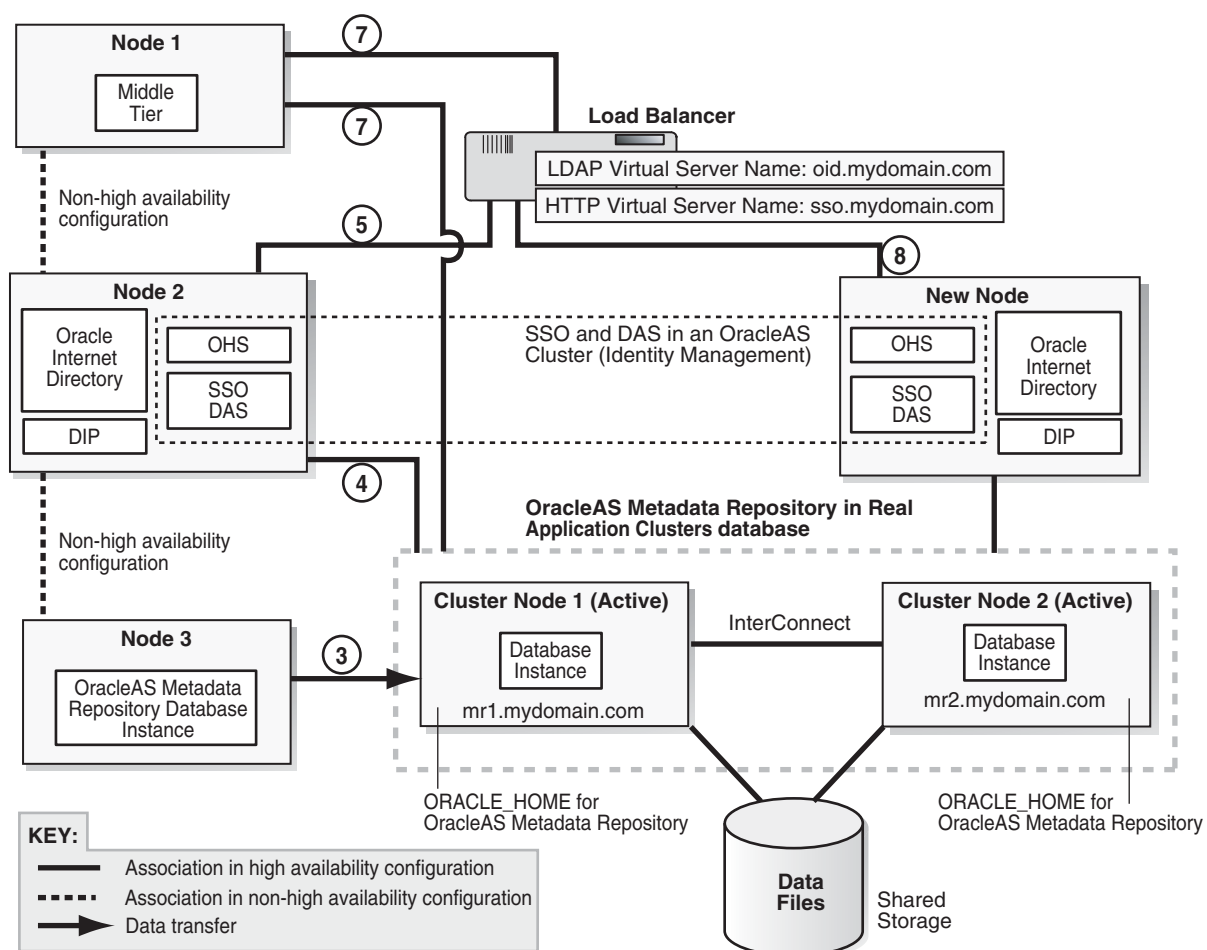 Node 1
Middle
Tier
7
7
Load Balancer
LDAP Virtual Server Name: oid.mydomain.com
HTTP Virtual Server Name: sso.mydomain.com
Non-high availability
configuration
5
8
Node 2
Oracle
Internet
Directory
DIP
OHS
SSO
DAS
SSO and DAS in an OracleAS
Cluster (Identity Management)
New Node
OHS
SSO
DAS
Oracle
Internet
Directory
DIP
4
Non-high availability
configuration
OracleAS Metadata Repository in Real
Application Clusters database
Node 3
OracleAS Metadata
Repository Database
Instance
3
Cluster Node 1 (Active)
Database
Instance
mr1.mydomain.com
InterConnect
Cluster Node 2 (Active)
Database
Instance
mr2.mydomain.com
ORACLE_HOME for
OracleAS Metadata Repository
ORACLE_HOME for
OracleAS Metadata Repository
Data
Files
Shared
Storage
KEY:
Association in high availability configuration
Association in non-high availability configuration
Data transfer